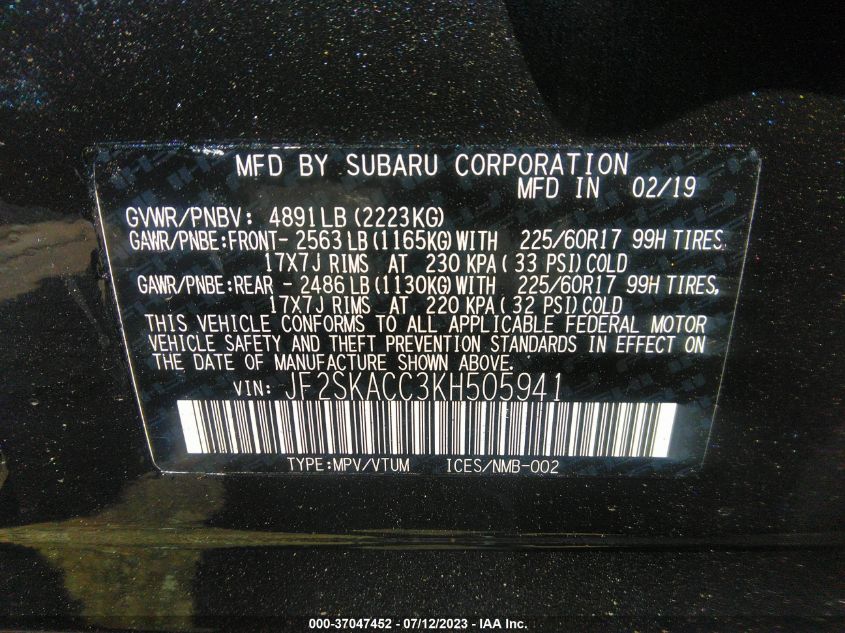 MFD BY SUBARU CORPORATION
MFD IN 02/19
GVWR/PNBV: 4891LB (2223KG)
GAWR/PNBE:FRONT- 2563 LB (1165KG) WITH 225/60R17 99H TIRES,
17X7J RIMS AT 230 KPA ( 33 PSI) COLD
GAWR/PNBE:REAR - 2486 LB (1130KG) WITH 225/60R17 99H TIRES,
17X7J RIMS AT 220 KPA ( 32 PSI) COLD
THIS VEHICLE CONFORMS TO ALL APPLICABLE FEDERAL MOTOR
VEHICLE SAFETY AND THEFT PREVENTION STANDARDS IN EFFECT ON
THE DATE OF MANUFACTURE SHOWN ABOVE.
VIN: JF2SKACC3KH505941
TYPE:MPV/VTUM ICES/NMB-002
000-37047452 - 07/12/2023 - IAA Inc.